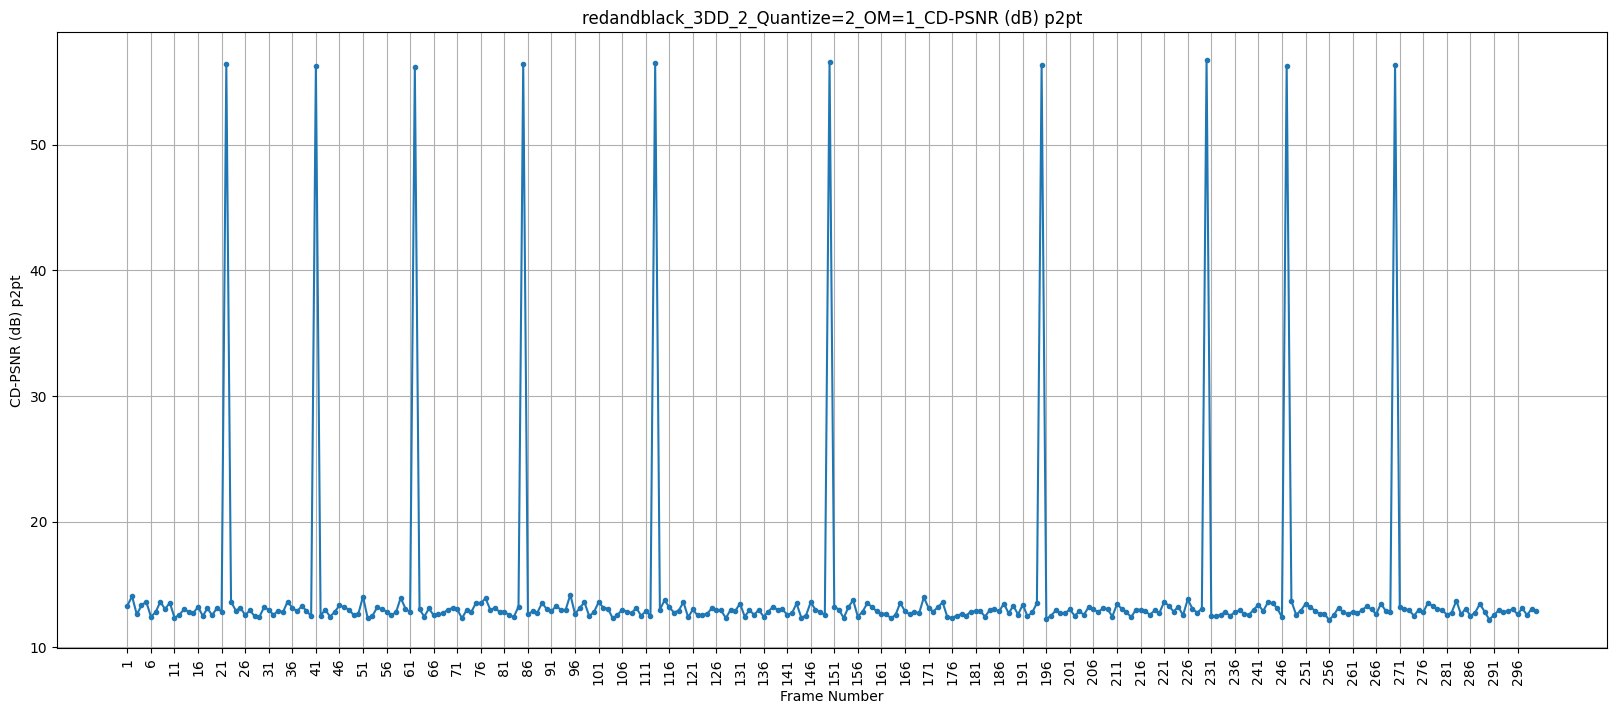 redandblack_3DD_2_Quantize=2_OM=1_CD-PSNR (dB) p2pt
CD-PSNR (dB) p2pt
50
40
30
20
10
1 6 11 16 21 26 31 36 41 46 51 56 61 66 71 76 81 86 91 96 101 106 111 116 121 126 131 136 141 146 151 156 161 166 171 176 181 186 191 196 201 206 211 216 221 226 231 236 241 246 251 256 261 266 271 276 281 286 291 296
Frame Number